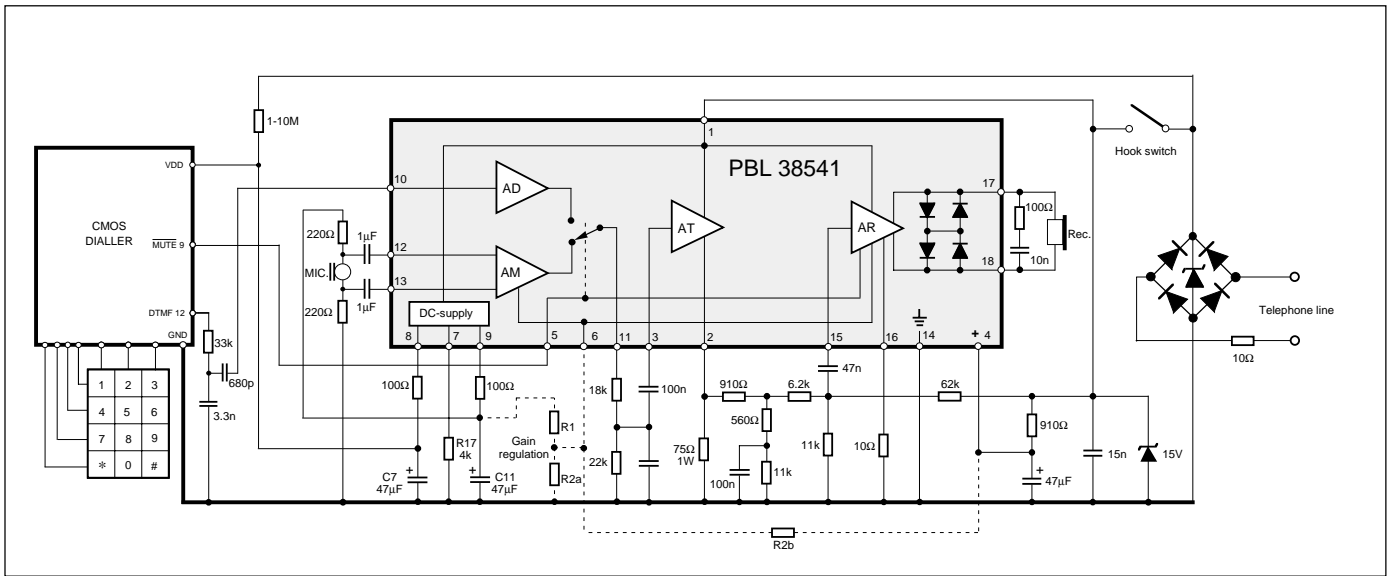 1-10M
1
PBL 38541
Hook switch
CMOS
DIALLER
VDD
MUTE 9
DTMF 12
GND
10
AD
12
13
AM
AT
AR
17
18
100Ω
10n
Rec.
220Ω
1µF
MIC.
1µF
220Ω
DC-supply
8
7
9
5
6
11
3
2
15
16
14
+ 4
Telephone line
10Ω
33k
680p
3.3n
1 2 3
4 5 6
7 8 9
* 0 #
100Ω
100Ω
R17
4k
C7
47µF
+
C11
47µF
+
Gain
regulation
R1
R2a
18k
22k
100n
47n
910Ω
6.2k
62k
560Ω
75Ω
1W
100n
11k
11k
10Ω
910Ω
+
47µF
15n
15V
R2b